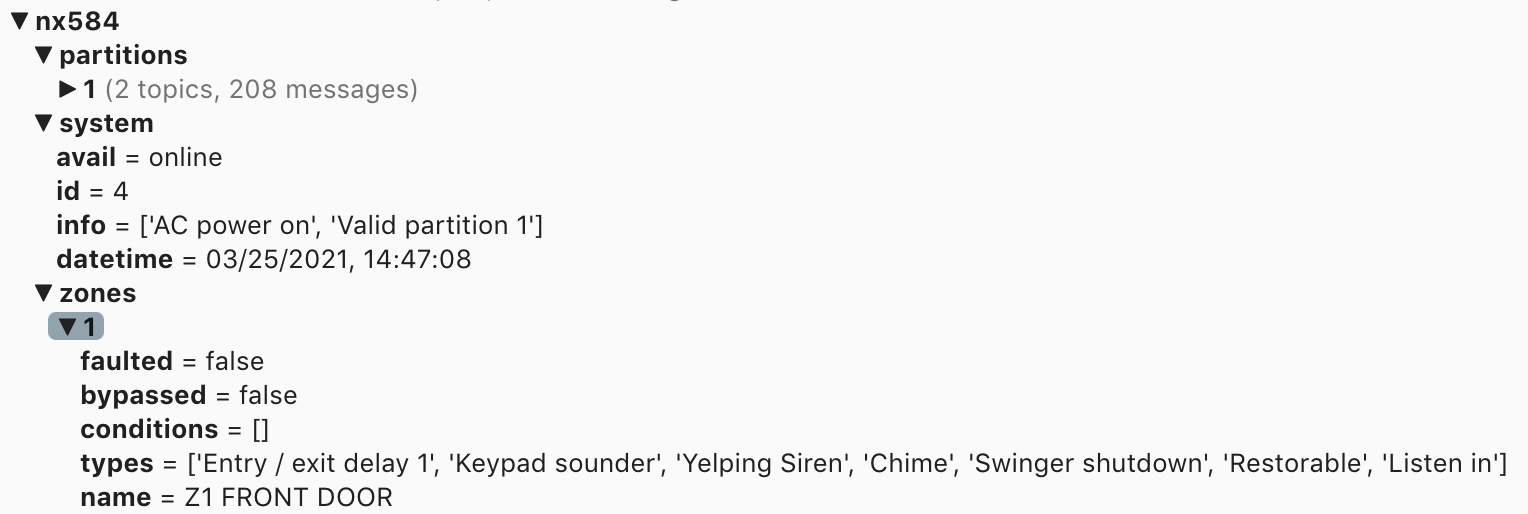 ▼ nx584
▼ partitions
▶ 1 (2 topics, 208 messages)
▼ system
avail = online
id = 4
info = ['AC power on', 'Valid partition 1']
datetime = 03/25/2021, 14:47:08
▼ zones
▼ 1
faulted = false
bypassed = false
conditions = []
types = ['Entry / exit delay 1', 'Keypad sounder', 'Yelping Siren', 'Chime', 'Swinger shutdown', 'Restorable', 'Listen in']
name = Z1 FRONT DOOR